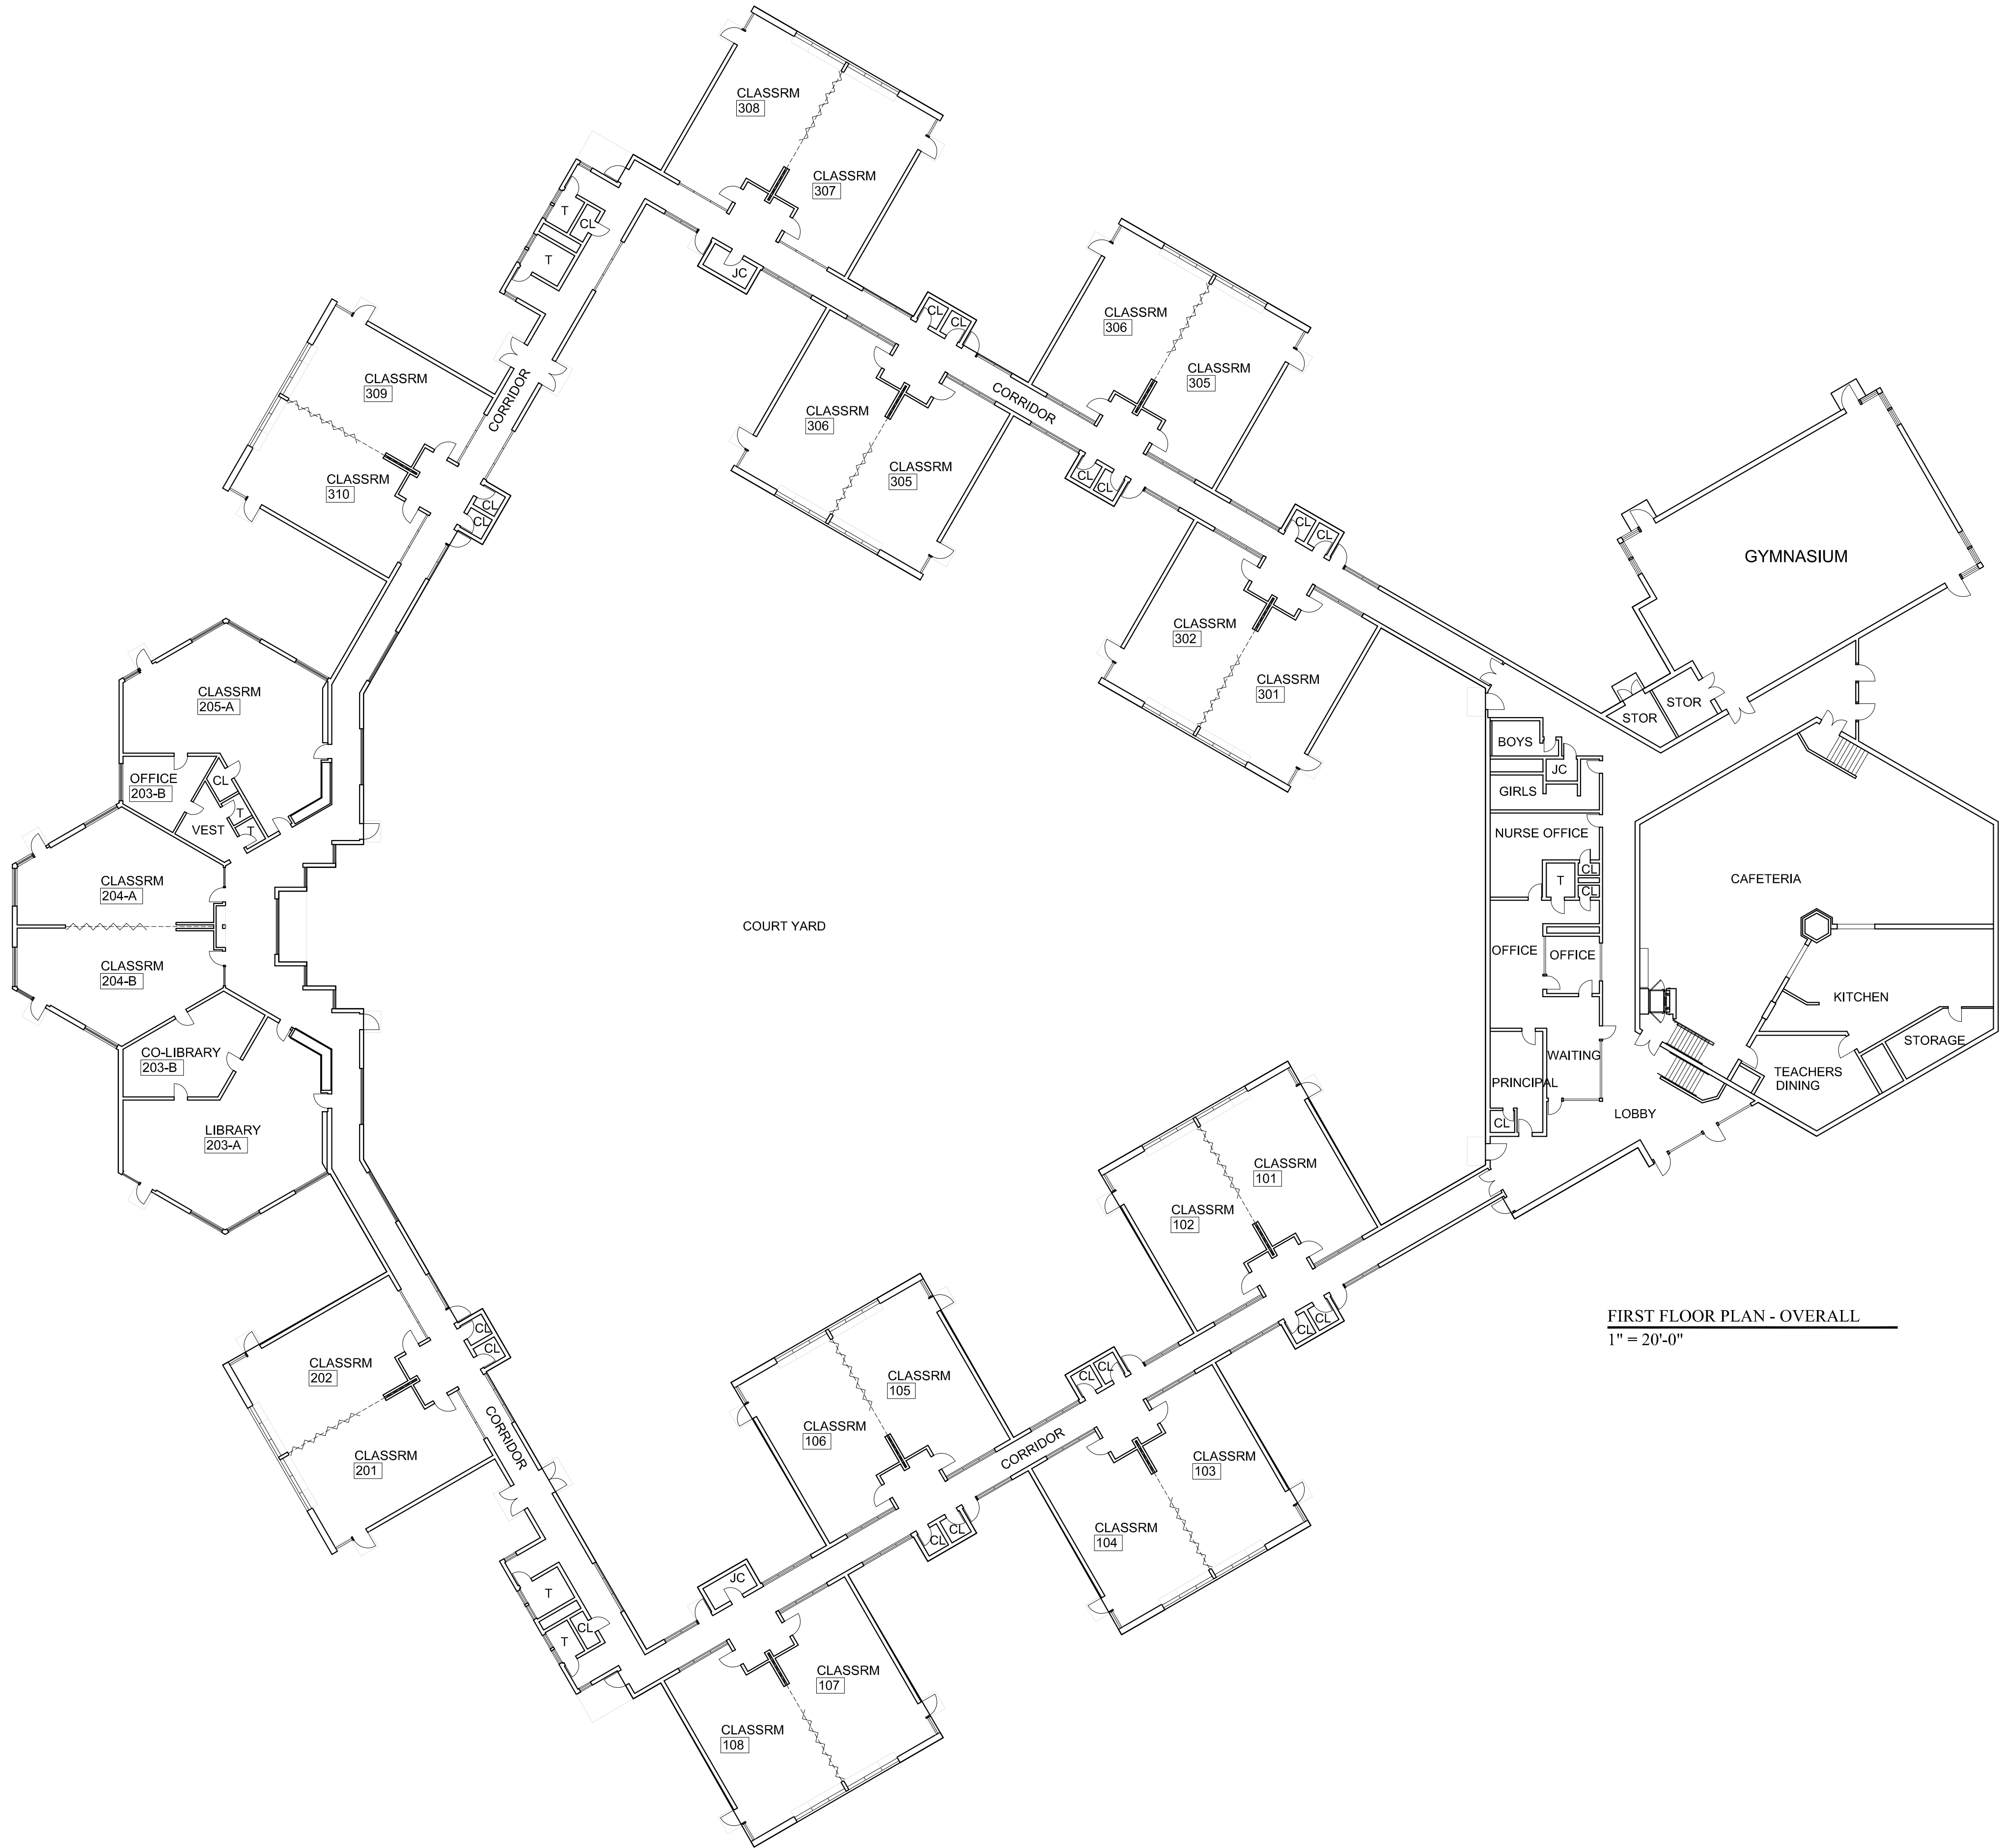 CLASSRM
308
CLASSRM
307
T
CL
T
JC
CL
CL
CLASSRM
306
CLASSRM
305
CORRIDOR
CLASSRM
309
CLASSRM
310
CORRIDOR
CL
CL
CLASSRM
306
CLASSRM
305
CL
CL
CL
CL
GYMNASIUM
CLASSRM
302
CLASSRM
301
STOR
STOR
CLASSRM
205-A
OFFICE
203-B
CL
T
T
VEST
BOYS
JC
GIRLS
NURSE OFFICE
CL
T
CL
CAFETERIA
CLASSRM
204-A
COURT YARD
CLASSRM
204-B
OFFICE
OFFICE
KITCHEN
STORAGE
CO-LIBRARY
203-B
WAITING
TEACHERS
DINING
PRINCIPAL
LOBBY
CL
LIBRARY
203-A
CLASSRM
101
CLASSRM
102
CL
CL
CL
CL
CLASSRM
202
CLASSRM
201
CORRIDOR
CLASSRM
105
CLASSRM
106
CL
CL
CORRIDOR
CLASSRM
103
CLASSRM
104
CL
CL
JC
T
CL
T
CLASSRM
107
CLASSRM
108
FIRST FLOOR PLAN - OVERALL
1" = 20'-0"